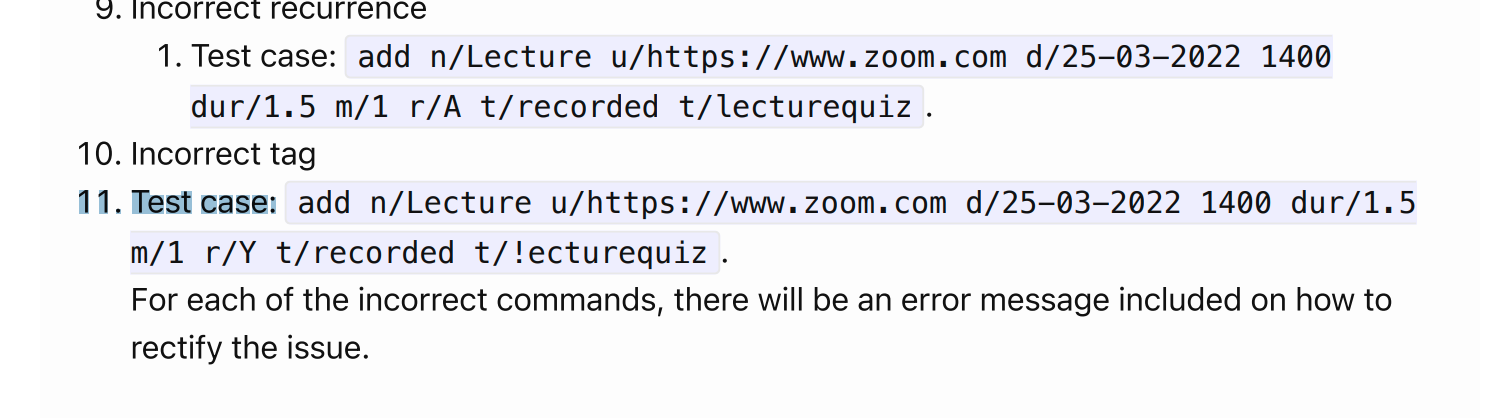 9. Incorrect recurrence
1. Test case: add n/Lecture u/https://www.zoom.com d/25-03-2022 1400
dur/1.5 m/1 r/A t/recorded t/lecturequiz .
10. Incorrect tag
11. Test case: add n/Lecture u/https://www.zoom.com d/25-03-2022 1400 dur/1.5
m/1 r/Y t/recorded t/!ecturequiz .
For each of the incorrect commands, there will be an error message included on how to
rectify the issue.